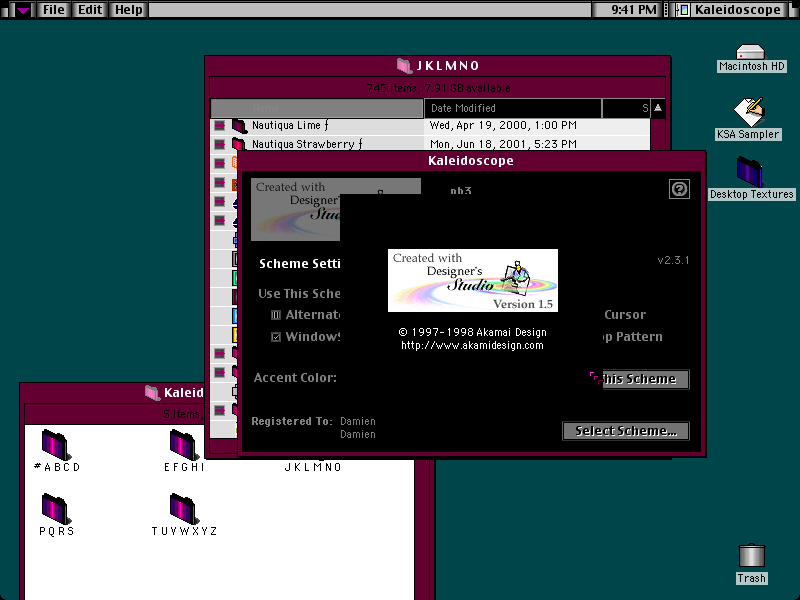 File Edit Help
9:41 PM Kaleidoscope
JKLMNO
745 items, 7.91 GB available
Name Date Modified S
Nautiqua Lime ƒ Wed, Apr 19, 2000, 1:00 PM
Nautiqua Strawberry ƒ Mon, Jun 18, 2001, 5:23 PM
Kaleidoscope
Created with
Designer's
nb3
Created with
Designer's
Studio
Version 1.5
© 1997-1998 Akamai Design
http://www.akamidesign.com
v2.3.1
Scheme Setti
Use This Sche
Alternate
Cursor
Window
op Pattern
Accent Color:
his Scheme
Registered To: Damien
Damien
Select Scheme...
Kaleid
5 items,
#ABCD
EFGHI
JKLMNO
PQRS
TUYWXYZ
Macintosh HD
KSA Sampler
Desktop Textures
Trash